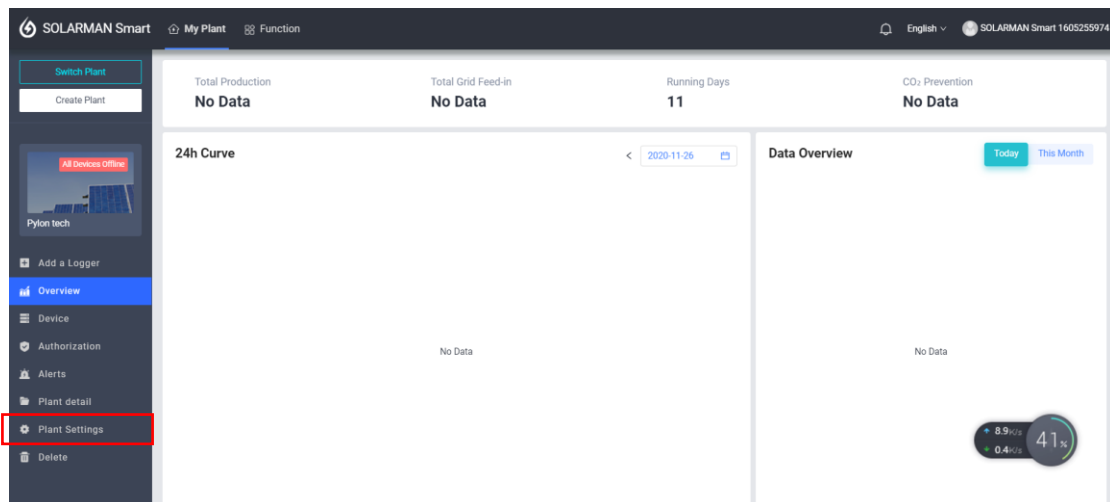 SOLARMAN Smart
My Plant
Function
English
SOLARMAN Smart 1605255974
Switch Plant
Create Plant
All Devices Offline
Pylon tech
Add a Logger
Overview
Device
Authorization
Alerts
Plant detail
Plant Settings
Delete
Total Production
No Data
Total Grid Feed-in
No Data
Running Days
11
CO₂ Prevention
No Data
24h Curve
< 2020-11-26
No Data
Data Overview
Today
This Month
No Data
8.9K/s
0.4K/s
41%